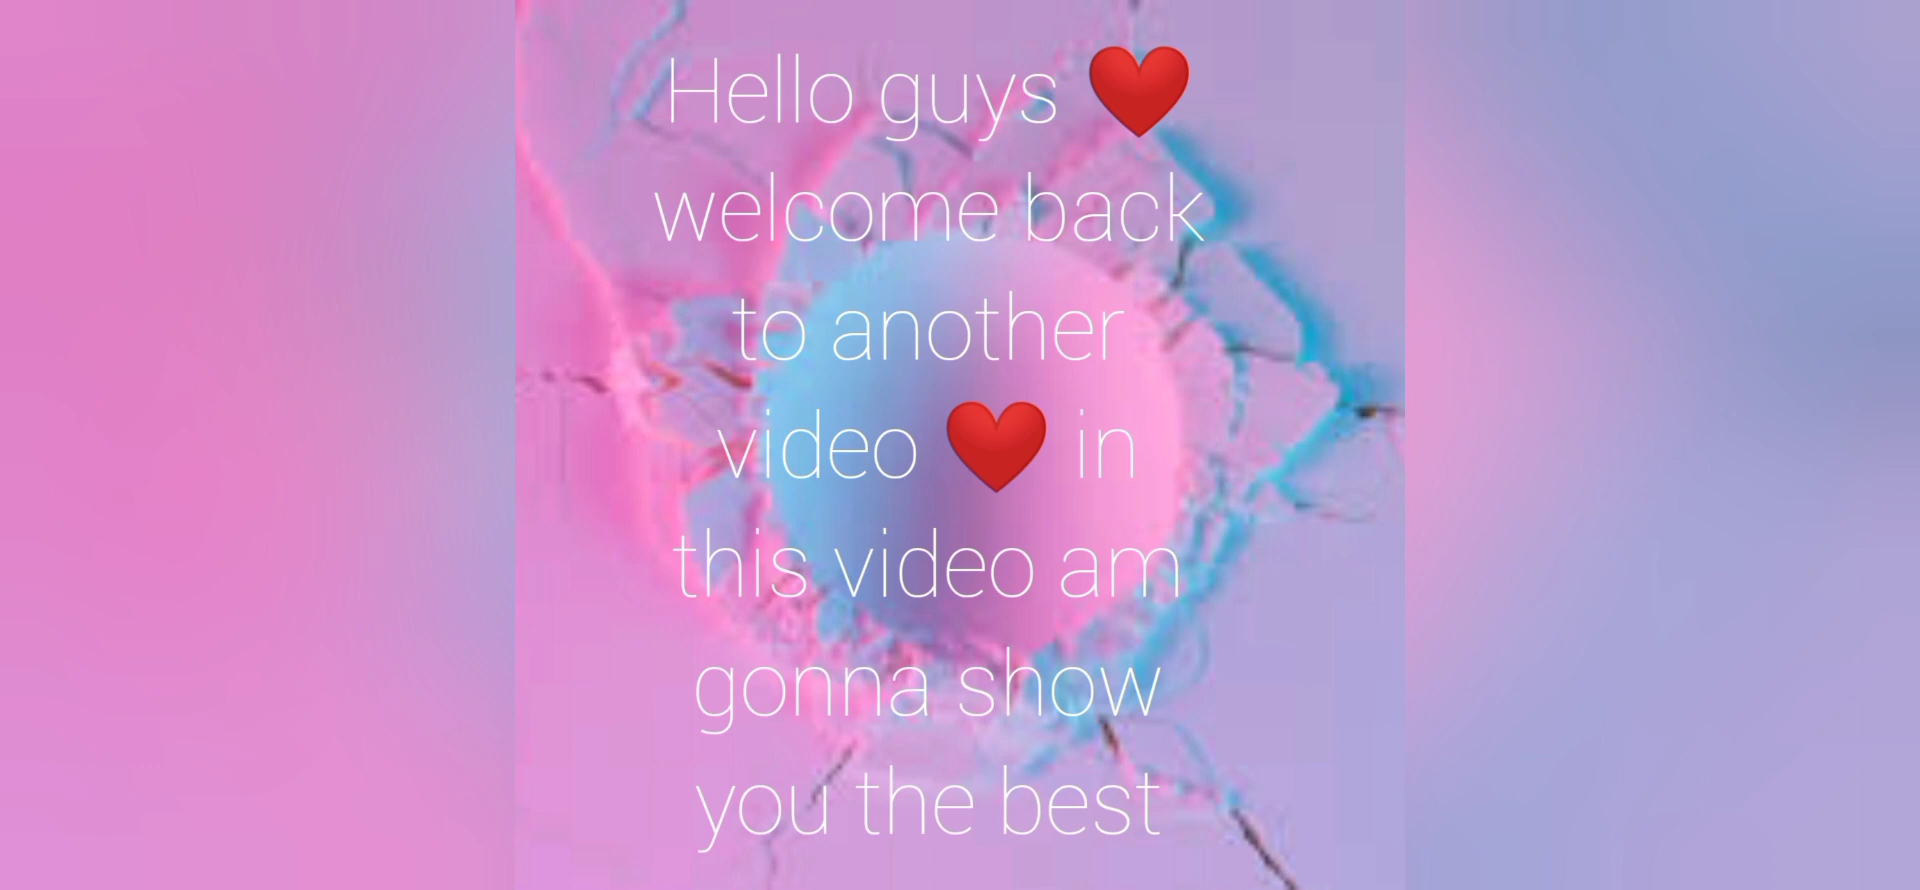 Hello guys ❤️
welcome back
to another
video ❤️ in
this video am
gonna show
you the best